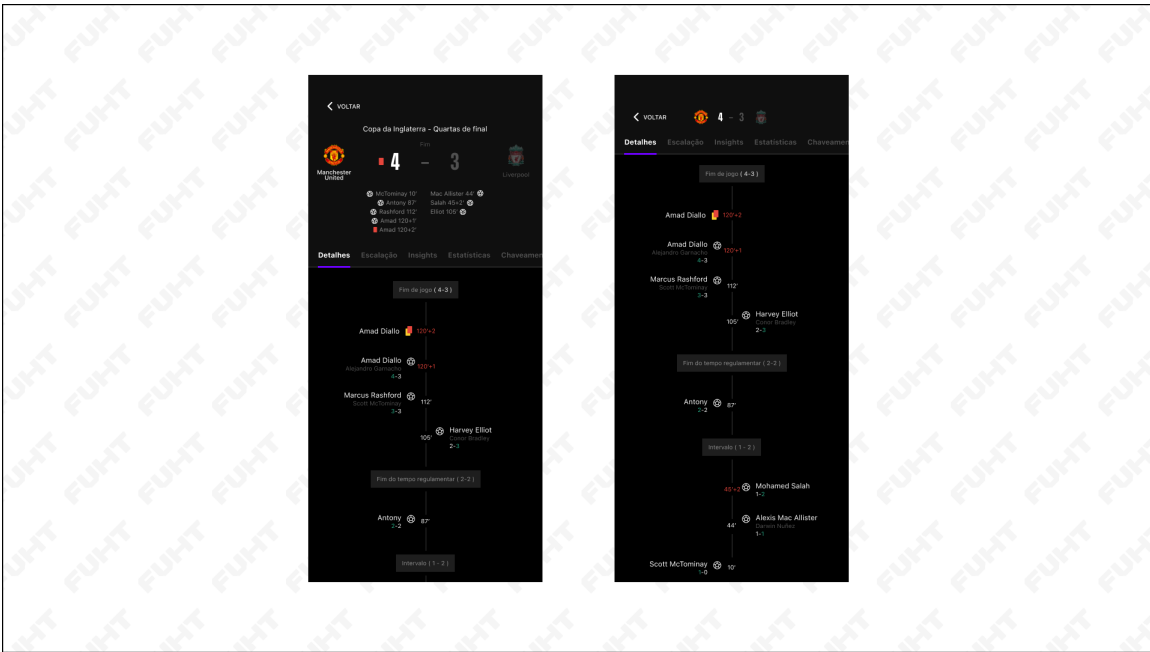 VOLTAR
Copa da Inglaterra - Quartas de final
Fim
4 – 3
Manchester United
Liverpool
McTominay 10'
Antony 87'
Rashford 112'
Amad 120+1'
Amad 120+2'
Mac Allister 44'
Salah 45+2'
Elliot 105'
Detalhes Escalação Insights Estatísticas Chaveamen
Fim de jogo ( 4-3 )
Amad Diallo 120'+2
Amad Diallo 120'+1
Alejandro Garnacho
4-3
Marcus Rashford 112'
Scott McTominay
3-3
105' Harvey Elliot
Conor Bradley
2-3
Fim do tempo regulamentar ( 2-2 )
Antony 87'
2-2
Intervalo ( 1 - 2 )
VOLTAR 4 – 3
Detalhes Escalação Insights Estatísticas Chaveamen
Fim de jogo ( 4-3 )
Amad Diallo 120'+2
Amad Diallo 120'+1
Alejandro Garnacho
4-3
Marcus Rashford 112'
Scott McTominay
3-3
105' Harvey Elliot
Conor Bradley
2-3
Fim do tempo regulamentar ( 2-2 )
Antony 87'
2-2
Intervalo ( 1 - 2 )
45'+2 Mohamed Salah
1-2
44' Alexis Mac Allister
Darwin Nuñez
1-1
Scott McTominay 10'
1-0
FUHT